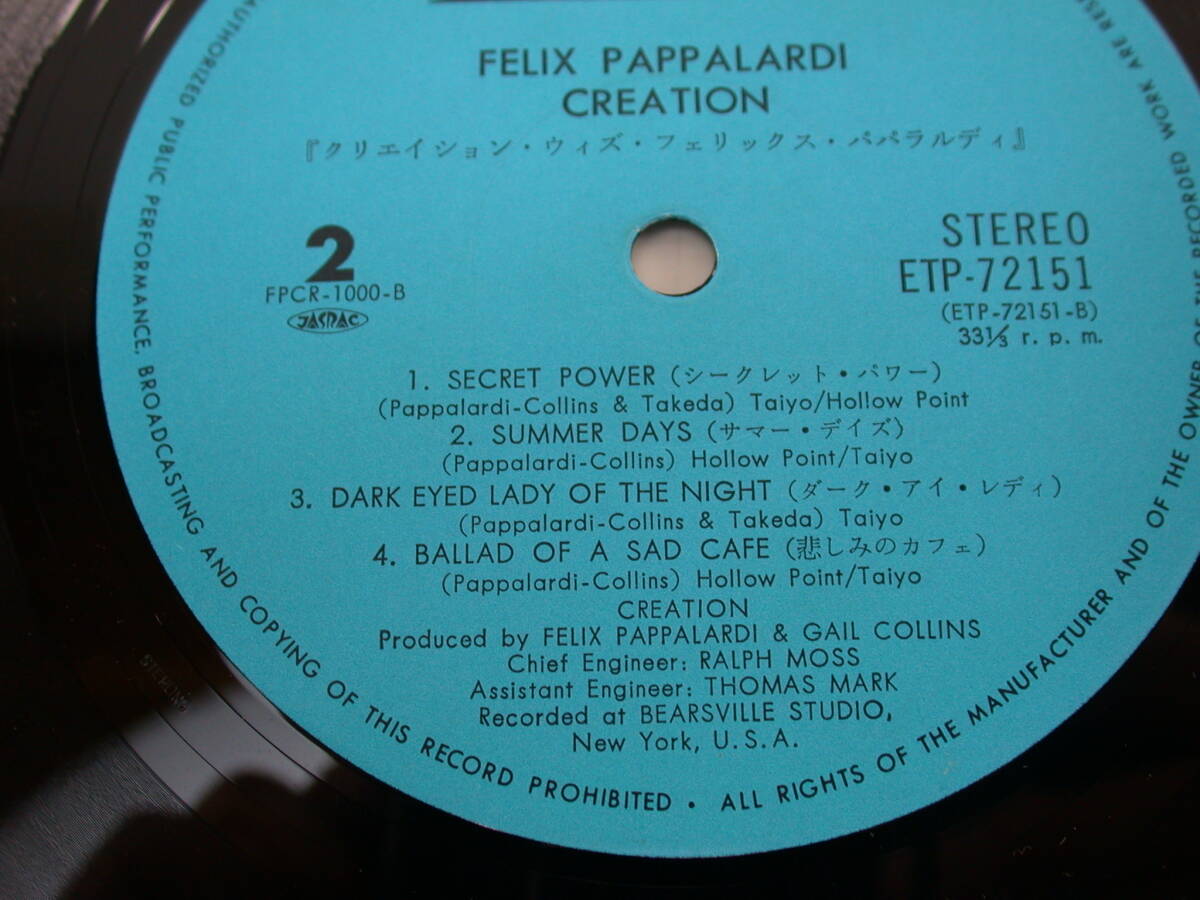 FELIX PAPPALARDI
CREATION
『クリエイション・ウィズ・フェリックス・パパラルディ』
2
FPCR-1000-B
JASRAC
STEREO
ETP-72151
(ETP-72151-B)
33⅓ r. p. m.
1. SECRET POWER (シークレット・パワー)
(Pappalardi-Collins & Takeda) Taiyo/Hollow Point
2. SUMMER DAYS (サマー・デイズ)
(Pappalardi-Collins) Hollow Point/Taiyo
3. DARK EYED LADY OF THE NIGHT (ダーク・アイ・レディ)
(Pappalardi-Collins & Takeda) Taiyo
4. BALLAD OF A SAD CAFE (悲しみのカフェ)
(Pappalardi-Collins) Hollow Point/Taiyo
CREATION
Produced by FELIX PAPPALARDI & GAIL COLLINS
Chief Engineer: RALPH MOSS
Assistant Engineer: THOMAS MARK
Recorded at BEARSVILLE STUDIO,
New York, U.S.A.
AUTHORIZED PUBLIC PERFORMANCE, BROADCASTING AND COPYING OF THIS RECORD PROHIBITED • ALL RIGHTS OF THE MANUFACTURER AND OF THE OWNER OF THE RECORDED WORK ARE
STERLING